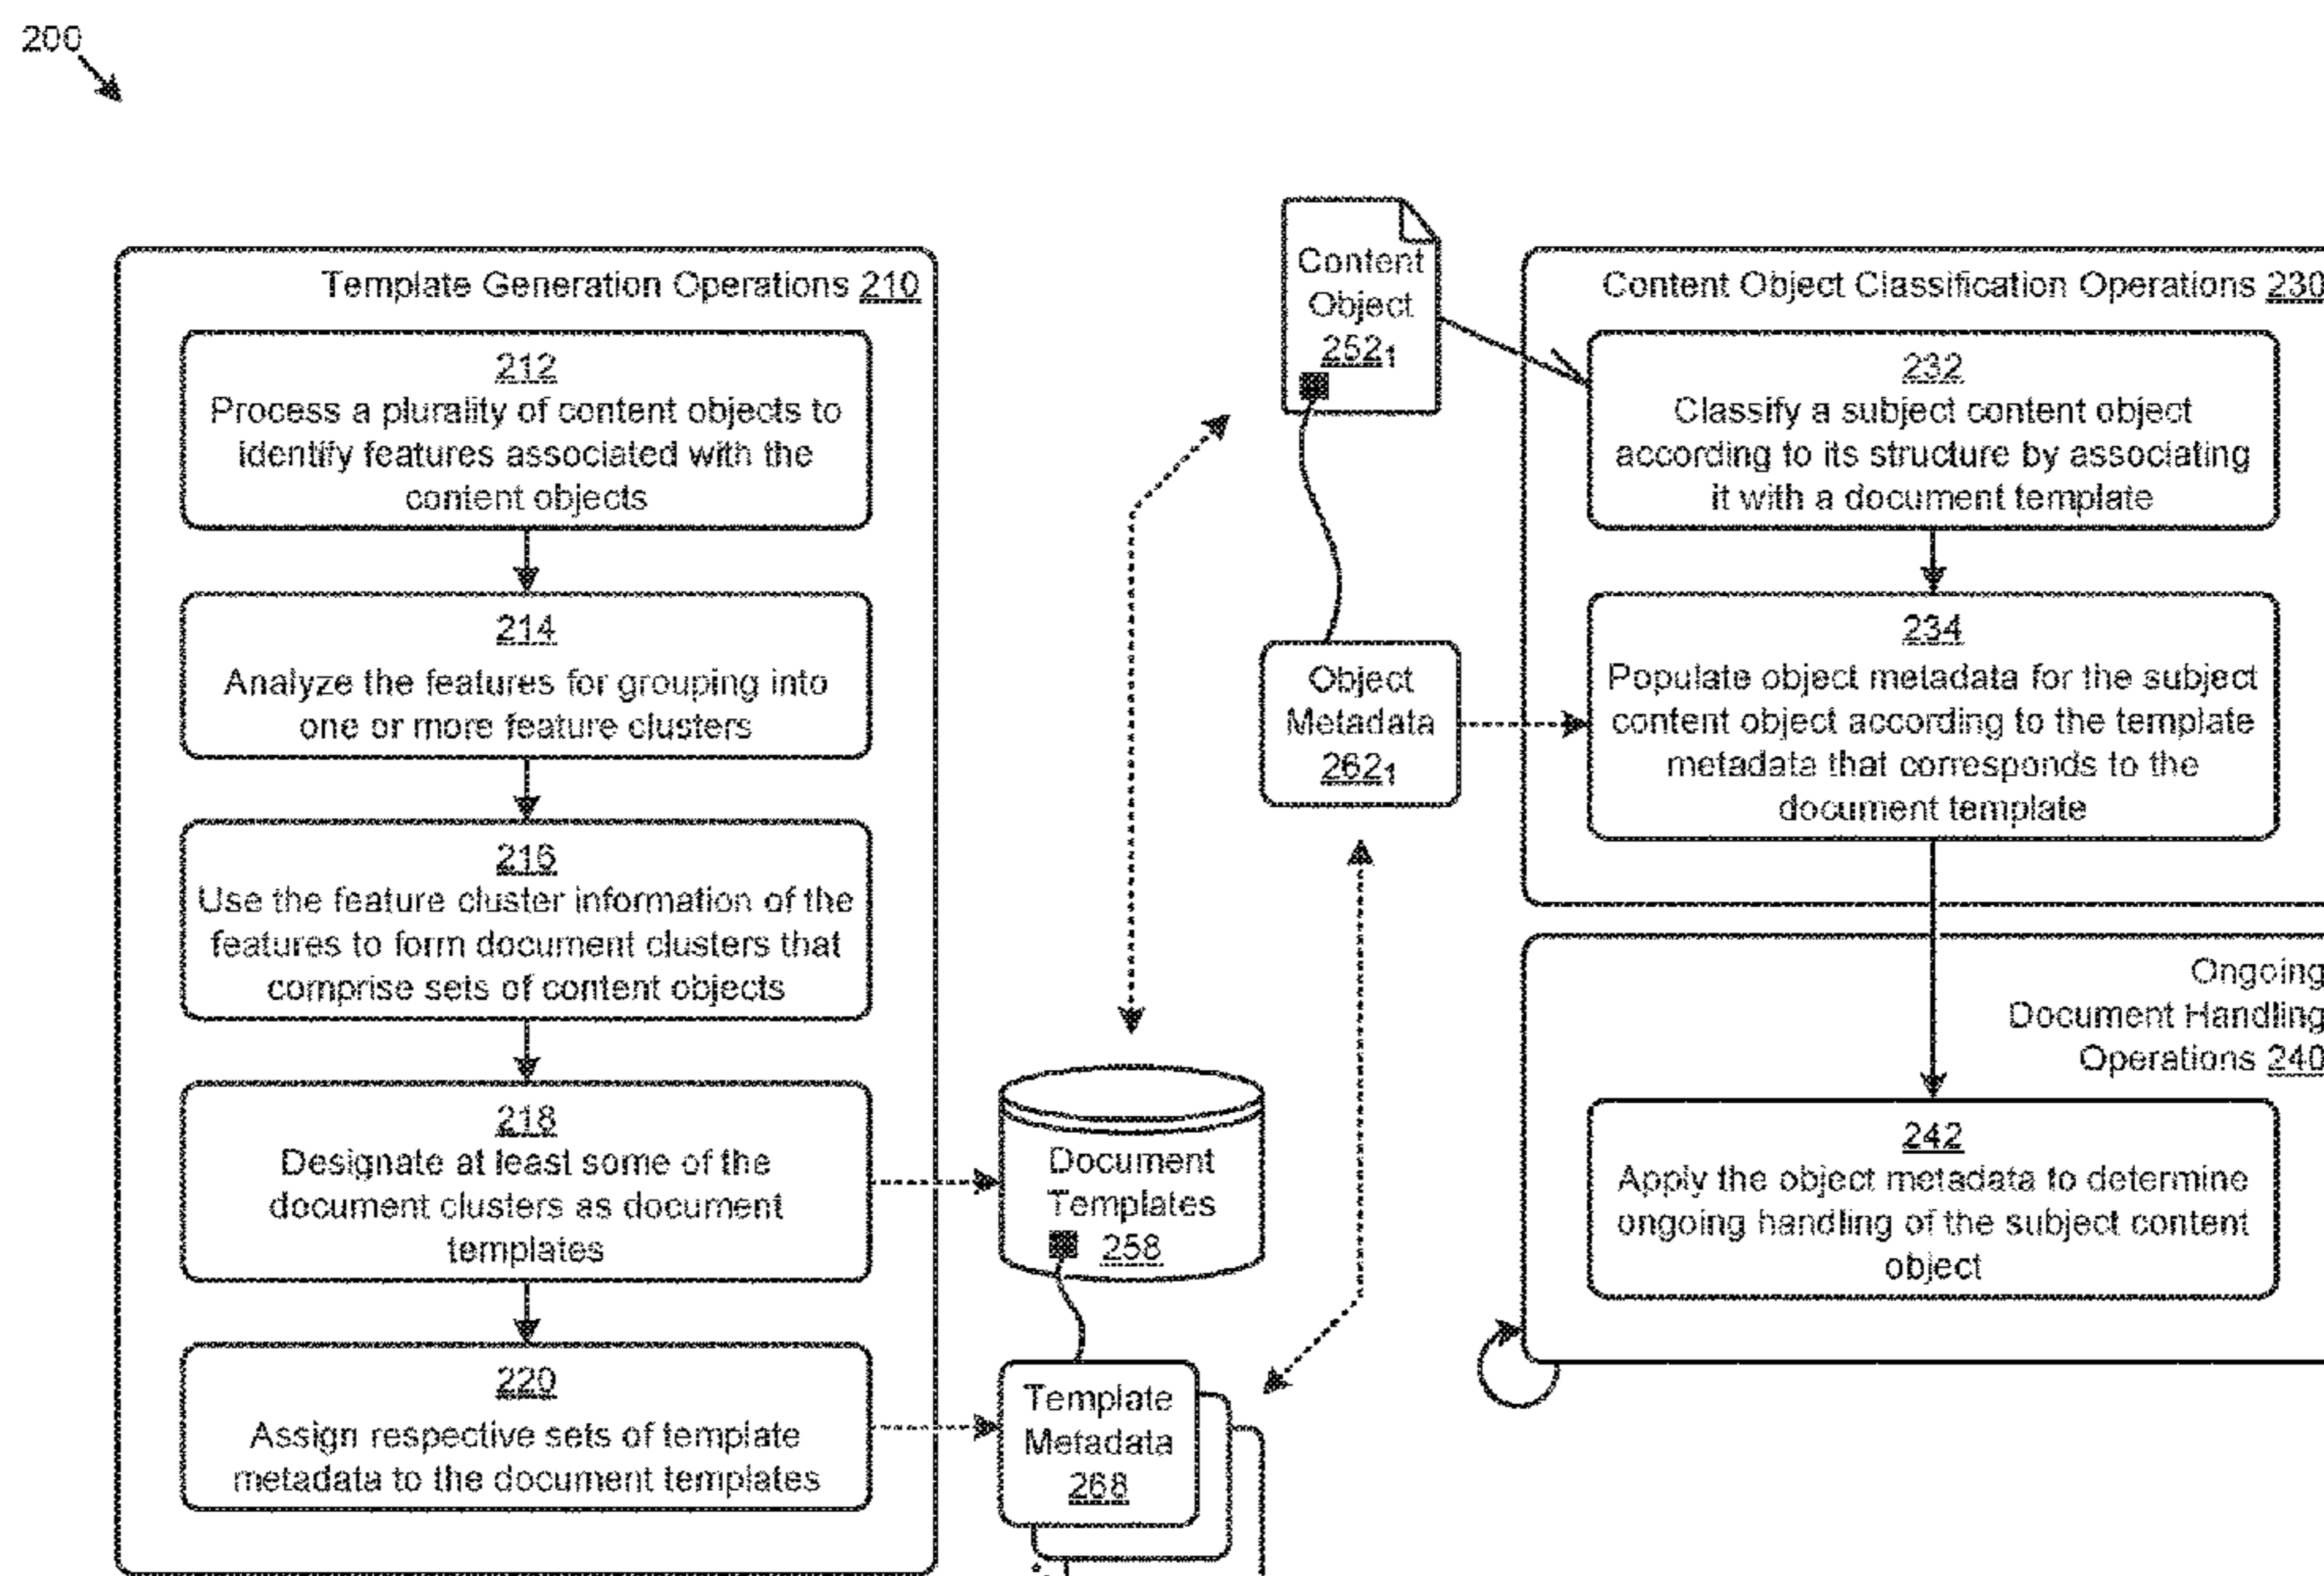 200
Template Generation Operations 210
212
Process a plurality of content objects to
identify features associated with the
content objects
214
Analyze the features for grouping into
one or more feature clusters
216
Use the feature cluster information of the
features to form document clusters that
comprise sets of content objects
218
Designate at least some of the
document clusters as document
templates
220
Assign respective sets of template
metadata to the document templates
Content
Object
252₁
Object
Metadata
262₁
Document
Templates
258
Template
Metadata
268
Content Object Classification Operations 230
232
Classify a subject content object
according to its structure by associating
it with a document template
234
Populate object metadata for the subject
content object according to the template
metadata that corresponds to the
document template
Ongoing
Document Handling
Operations 240
242
Apply the object metadata to determine
ongoing handling of the subject content
object